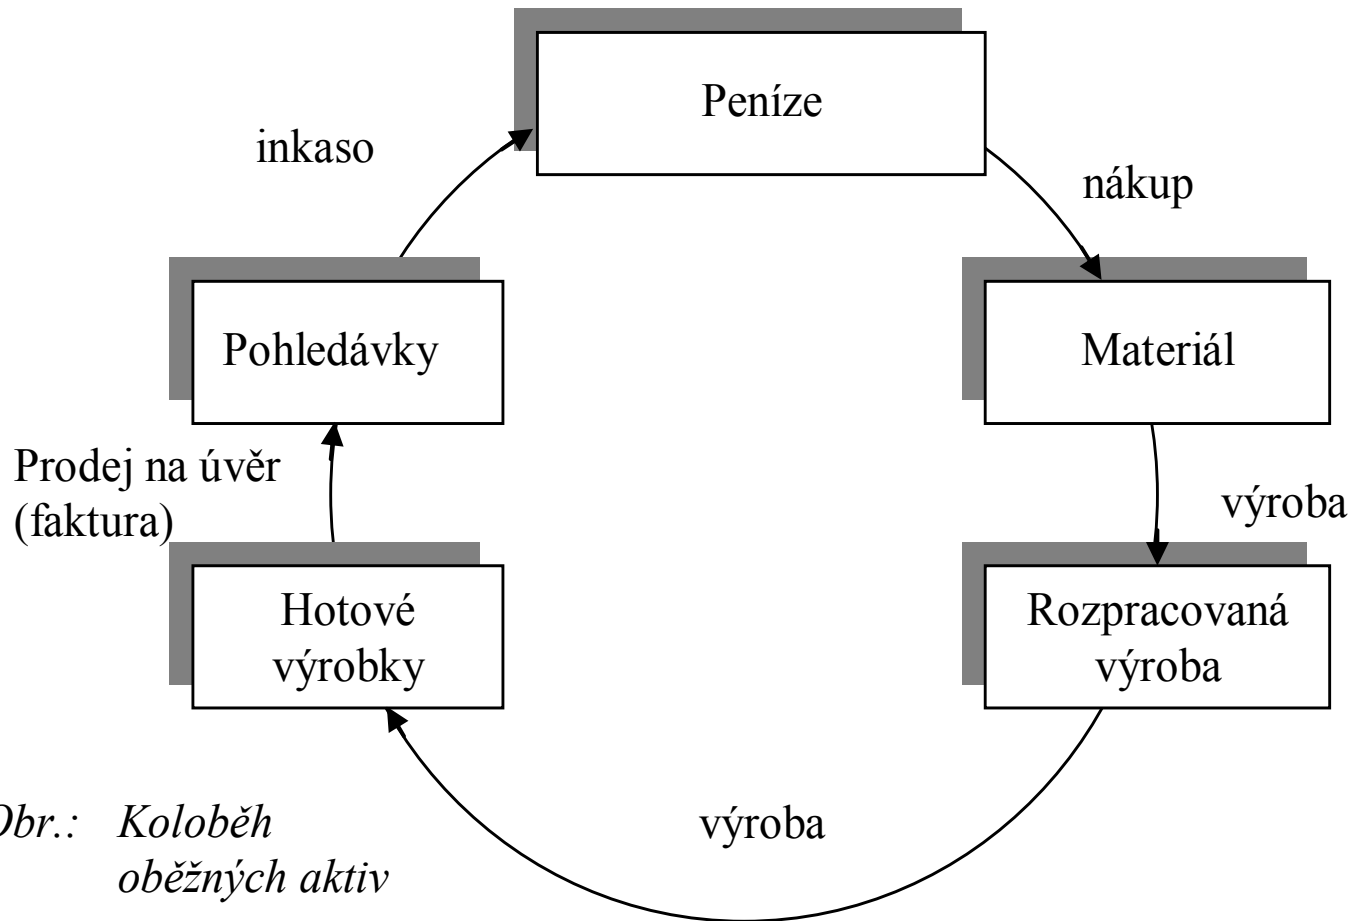 Peníze
inkaso
nákup
Pohledávky
Materiál
Prodej na úvěr
(faktura)
výroba
Hotové
výrobky
Rozpracovaná
výroba
výroba
Obr.: Koloběh
oběžných aktiv